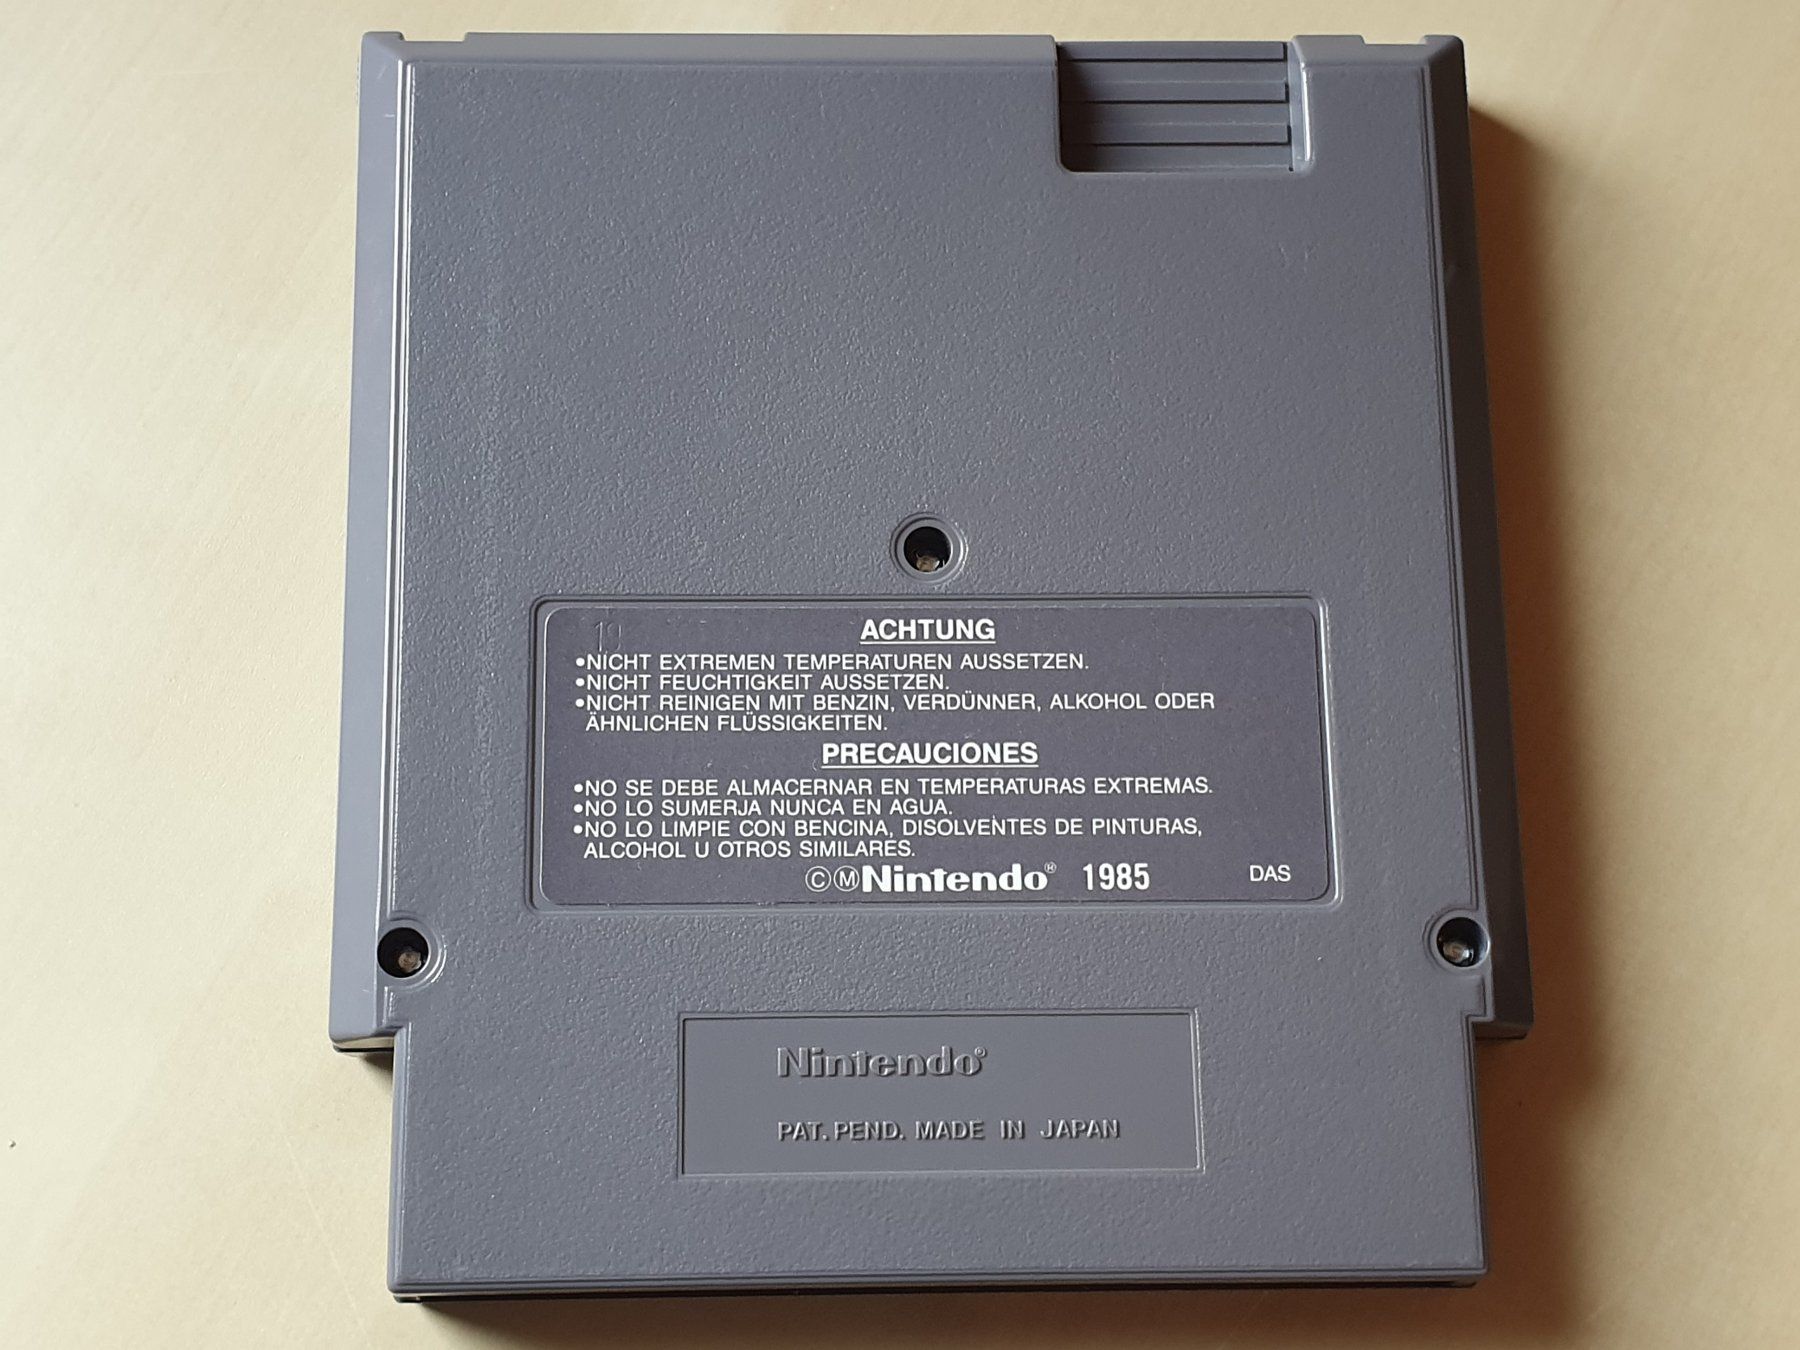 19
ACHTUNG
•NICHT EXTREMEN TEMPERATUREN AUSSETZEN.
•NICHT FEUCHTIGKEIT AUSSETZEN.
•NICHT REINIGEN MIT BENZIN, VERDÜNNER, ALKOHOL ODER
ÄHNLICHEN FLÜSSIGKEITEN.
PRECAUCIONES
•NO SE DEBE ALMACERNAR EN TEMPERATURAS EXTREMAS.
•NO LO SUMERJA NUNCA EN AGUA.
•NO LO LIMPIE CON BENCINA, DISOLVENTES DE PINTURAS,
ALCOHOL U OTROS SIMILARES.
©ⓂNintendo® 1985 DAS
Nintendo®
PAT. PEND. MADE IN JAPAN